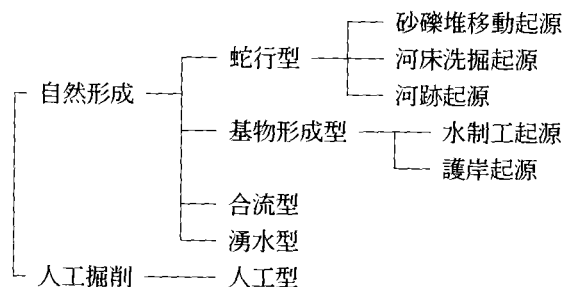 砂礫堆移動起源
蛇行型 河床洗掘起源
自然形成 河跡起源
基物形成型 水制工起源
護岸起源
合流型
湧水型
人工掘削 人工型